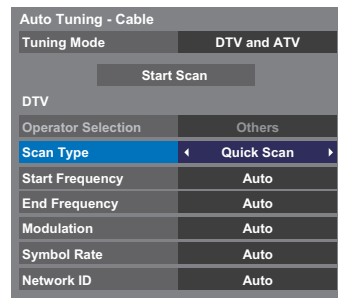 Auto Tuning - Cable
Tuning Mode DTV and ATV
Start Scan
DTV
Operator Selection Others
Scan Type Quick Scan
Start Frequency Auto
End Frequency Auto
Modulation Auto
Symbol Rate Auto
Network ID Auto